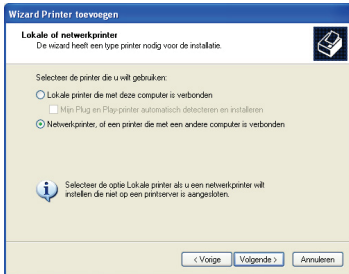 Wizard Printer toevoegen
Lokale of netwerkprinter
De wizard heeft een type printer nodig voor de installatie.
Selecteer de printer die u wilt gebruiken:
Lokale printer die met deze computer is verbonden
Mijn Plug en Play-printer automatisch detecteren en installeren
Netwerkprinter, of een printer die met een andere computer is verbonden
Selecteer de optie Lokale printer als u een netwerkprinter wilt
instellen die niet op een printserver is aangesloten.
< Vorige Volgende > Annuleren